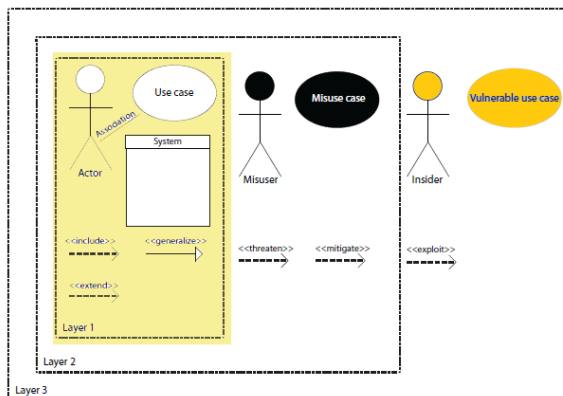 Use case
Misuse case
Vulnerable use case
Association
System
Actor
Misuser
Insider
<<include>>
<<generalize>>
<<threaten>>
<<mitigate>>
<<exploit>>
<<extend>>
Layer 1
Layer 2
Layer 3